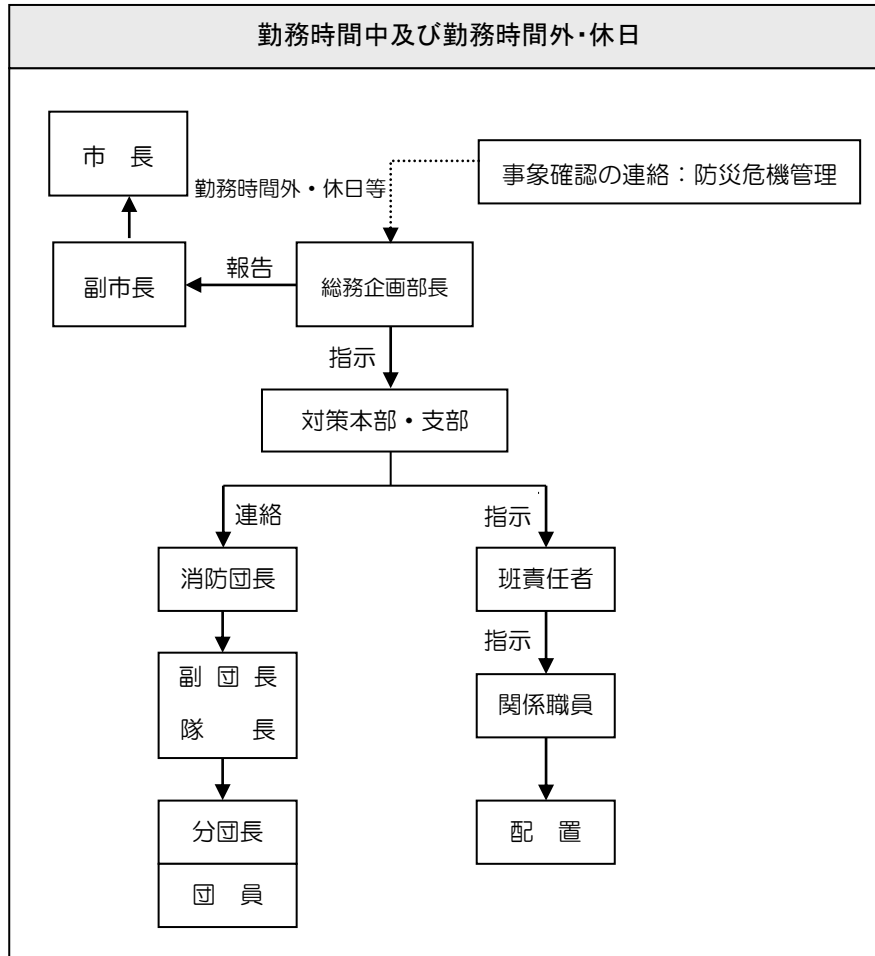 勤務時間中及び勤務時間外・休日
市　長
勤務時間外・休日等
事象確認の連絡：防災危機管理
副市長
報告
総務企画部長
指示
対策本部・支部
連絡
指示
消防団長
班責任者
指示
副　団　長
隊　　　長
関係職員
分団長
配　置
団　員